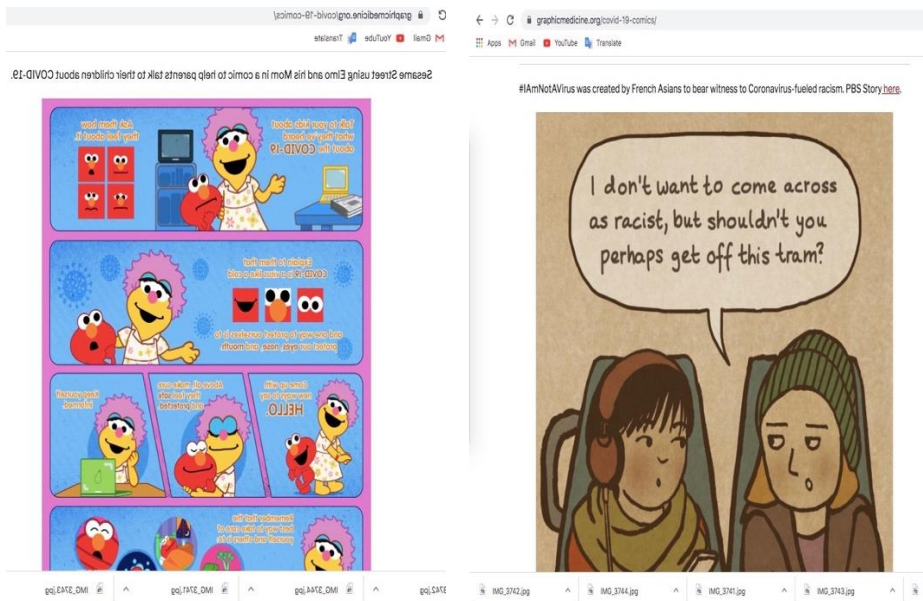 graphicmedicine.org/covid-19-comics/
Gmail YouTube Translate
Sesame Street using Elmo and his Mom in a comic to help parents talk to their children about COVID-19.
Talk to your kids about
what they've heard
about the COVID-19
Ask them how
they feel about it
Explain to them that
COVID-19 is a virus like a cold
and one way to protect ourselves is to
protect our eyes, nose and mouth.
Come up with
new ways to say
HELLO.
Above all, make sure
they feel safe
and protected
Keep yourself
informed
Remember that the
best way to take care of
yourself and others is to:
IMG_3744.jpg
IMG_3741.jpg
IMG_3743.jpg
graphicmedicine.org/covid-19-comics/
Apps Gmail YouTube Translate
#IAmNotAVirus was created by French Asians to bear witness to Coronavirus-fueled racism. PBS Story here.
I don't want to come across
as racist, but shouldn't you
perhaps get off this tram?
IMG_3742.jpg
IMG_3744.jpg
IMG_3741.jpg
IMG_3743.jpg